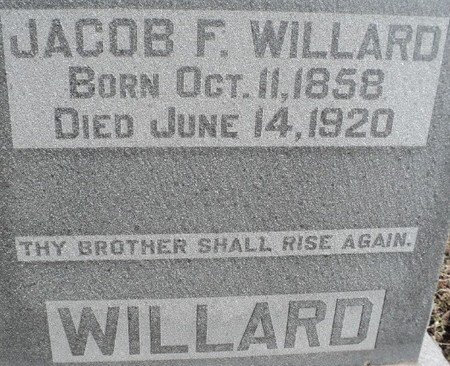 JACOB F. WILLARD
BORN OCT. 11, 1858
DIED JUNE 14, 1920
THY BROTHER SHALL RISE AGAIN.
WILLARD